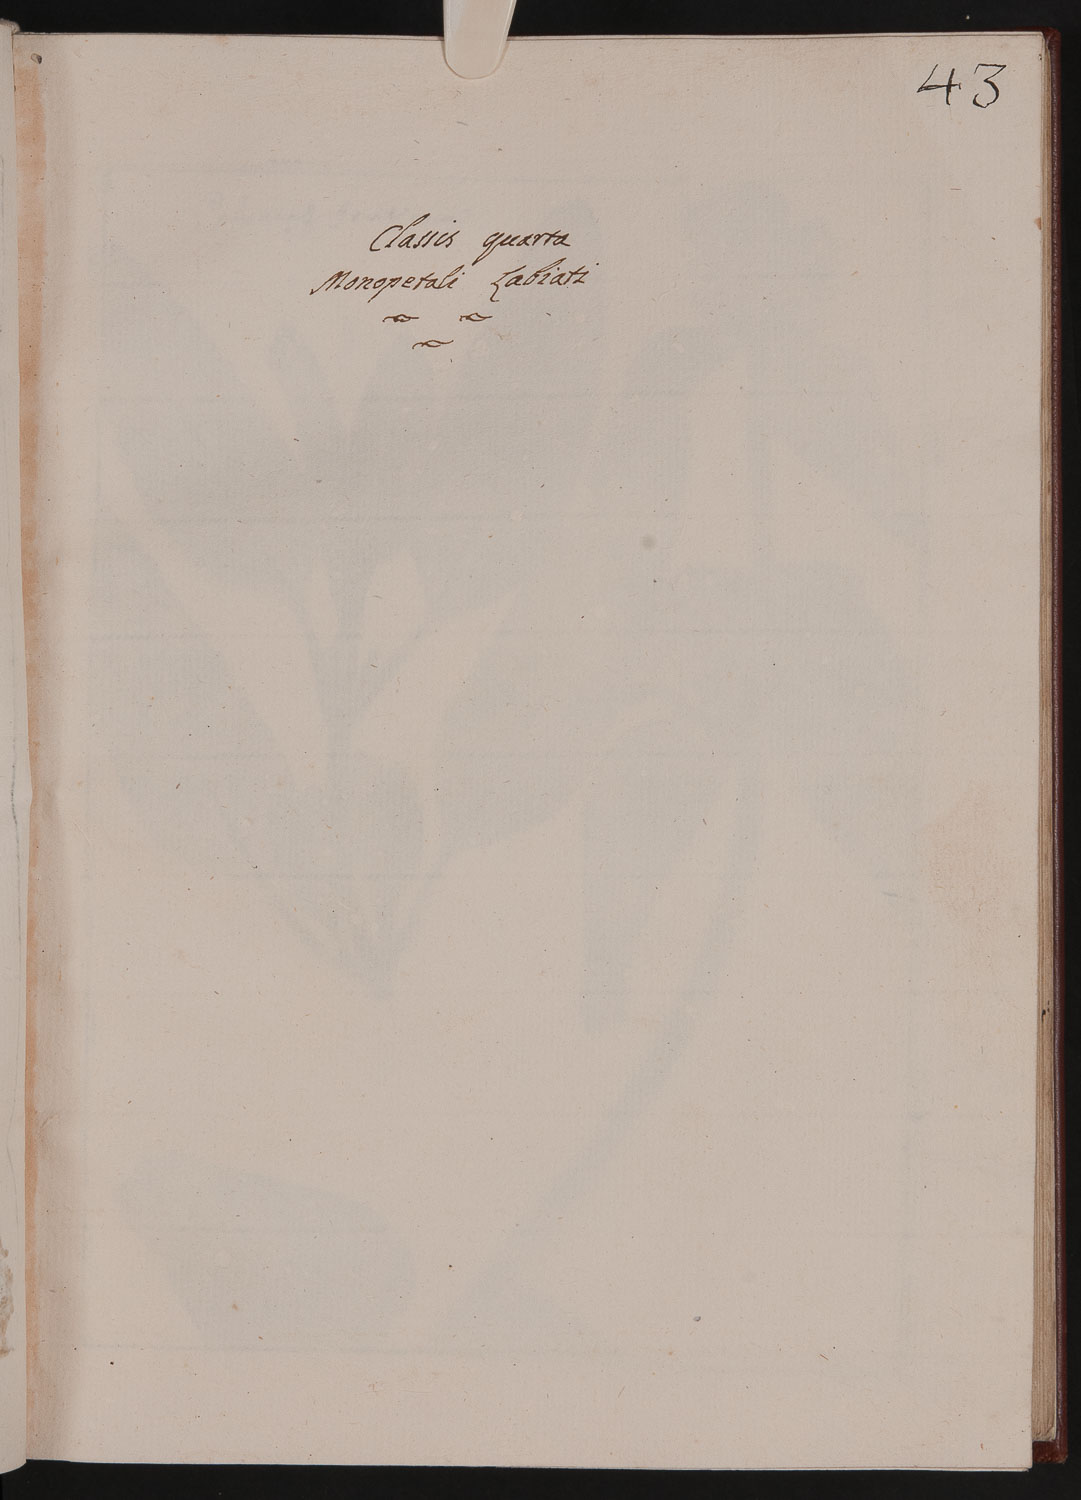 43
Classis quarta
Monopetali Labiati